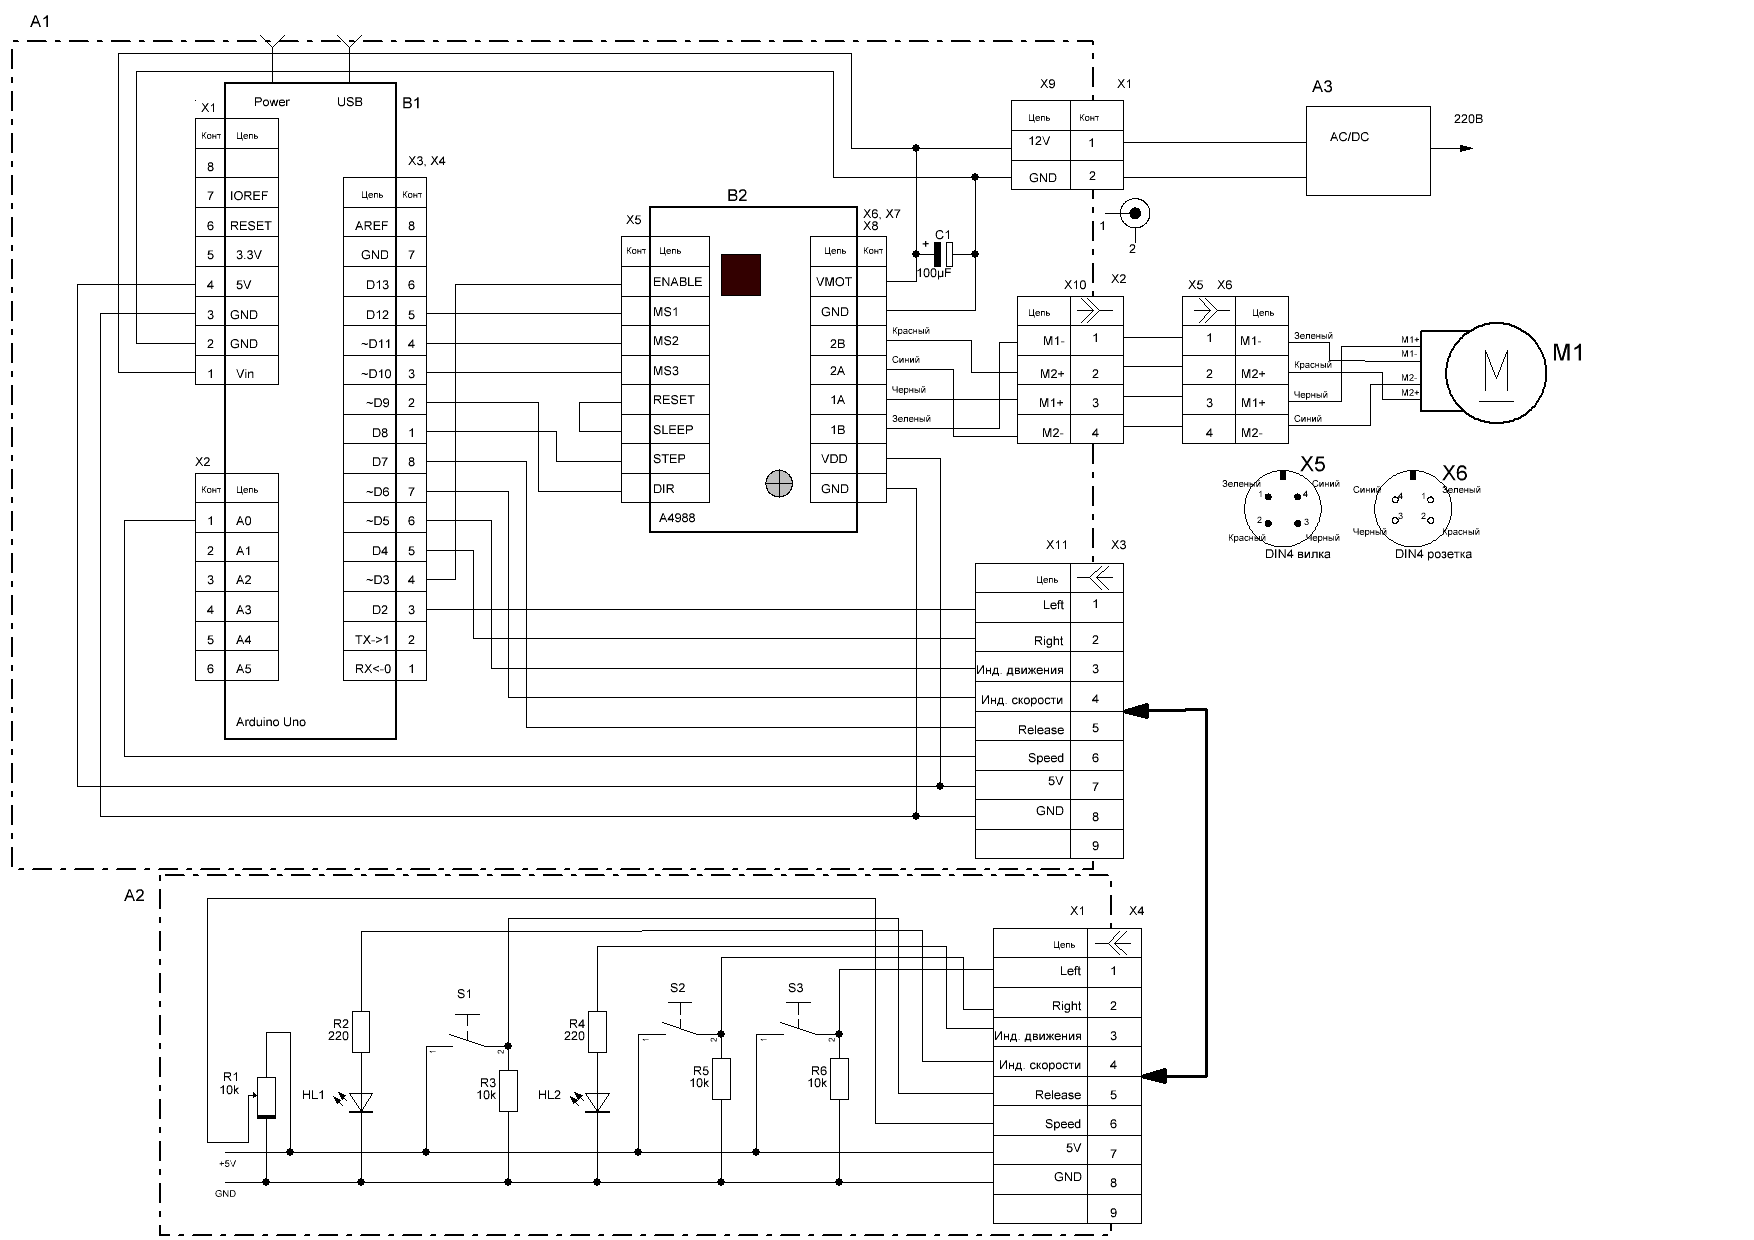 A1
Power USB B1
X1
Конт Цепь
8
7 IOREF
6 RESET
5 3.3V
4 5V
3 GND
2 GND
1 Vin
X2
Конт Цепь
1 A0
2 A1
3 A2
4 A3
5 A4
6 A5
Arduino Uno
X3, X4
Цепь Конт
AREF 8
GND 7
D13 6
D12 5
~D11 4
~D10 3
~D9 2
D8 1
D7 8
~D6 7
~D5 6
D4 5
~D3 4
D2 3
TX->1 2
RX<-0 1
B2
X5
Конт Цепь
ENABLE
MS1
MS2
MS3
RESET
SLEEP
STEP
DIR
A4988
X6, X7
X8
Цепь Конт
VMOT
GND
2B
2A
1A
1B
VDD
GND
Красный
Синий
Черный
Зеленый
+ C1
100µF
X9 X1
Цепь Конт
12V 1
GND 2
1
2
A3
AC/DC
220В
X10 X2
Цепь
M1- 1
M2+ 2
M1+ 3
M2- 4
X5 X6
Цепь
1 M1-
2 M2+
3 M1+
4 M2-
Зеленый
Красный
Черный
Синий
M1+
M1-
M2-
M2+
M
M1
X5
Зеленый 1 4 Синий
2 3
Красный Черный
DIN4 вилка
X6
Синий 4 1 Зеленый
3 2
Черный Красный
DIN4 розетка
X11 X3
Цепь
Left 1
Right 2
Инд. движения 3
Инд. скорости 4
Release 5
Speed 6
5V 7
GND 8
9
A2
R1
10k
R2
220
HL1
S1
1 2
R3
10k
R4
220
HL2
S2
1 2
R5
10k
S3
1 2
R6
10k
+5V
GND
X1 X4
Цепь
Left 1
Right 2
Инд. движения 3
Инд. скорости 4
Release 5
Speed 6
5V 7
GND 8
9